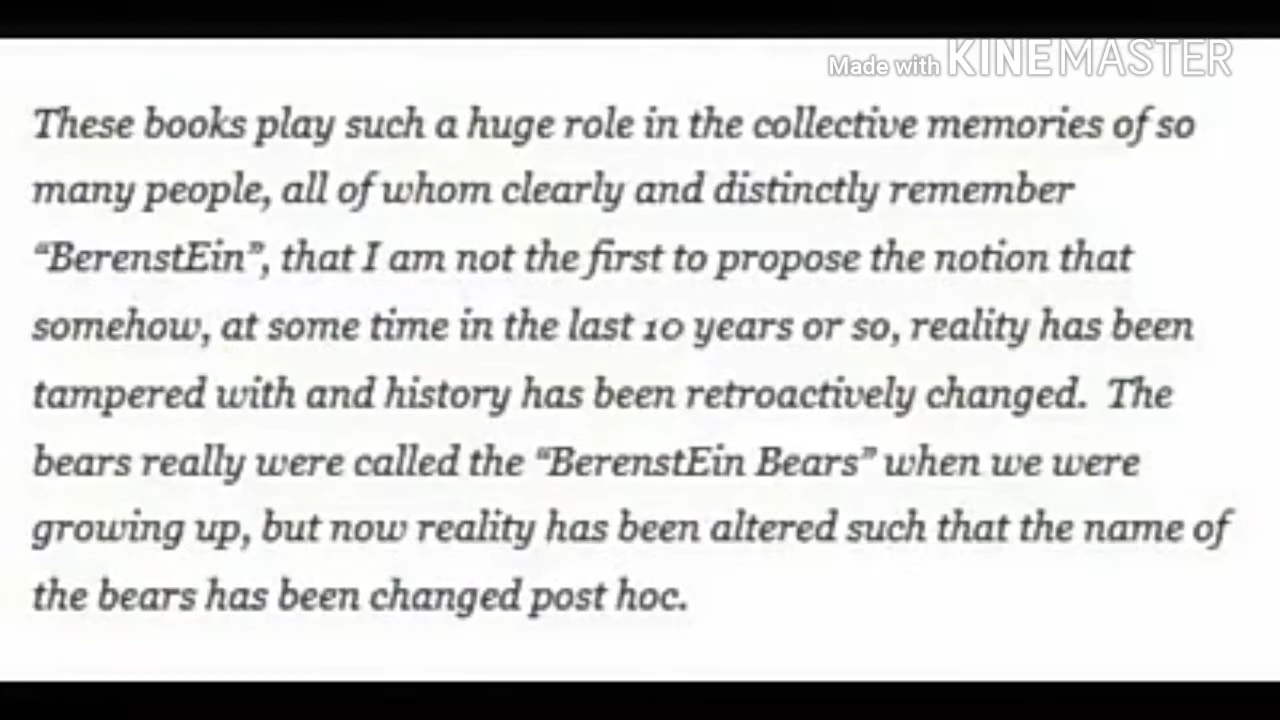 Made with KINEMASTER
These books play such a huge role in the collective memories of so
many people, all of whom clearly and distinctly remember
“BerenstEin”, that I am not the first to propose the notion that
somehow, at some time in the last 10 years or so, reality has been
tampered with and history has been retroactively changed.  The
bears really were called the “BerenstEin Bears” when we were
growing up, but now reality has been altered such that the name of
the bears has been changed post hoc.